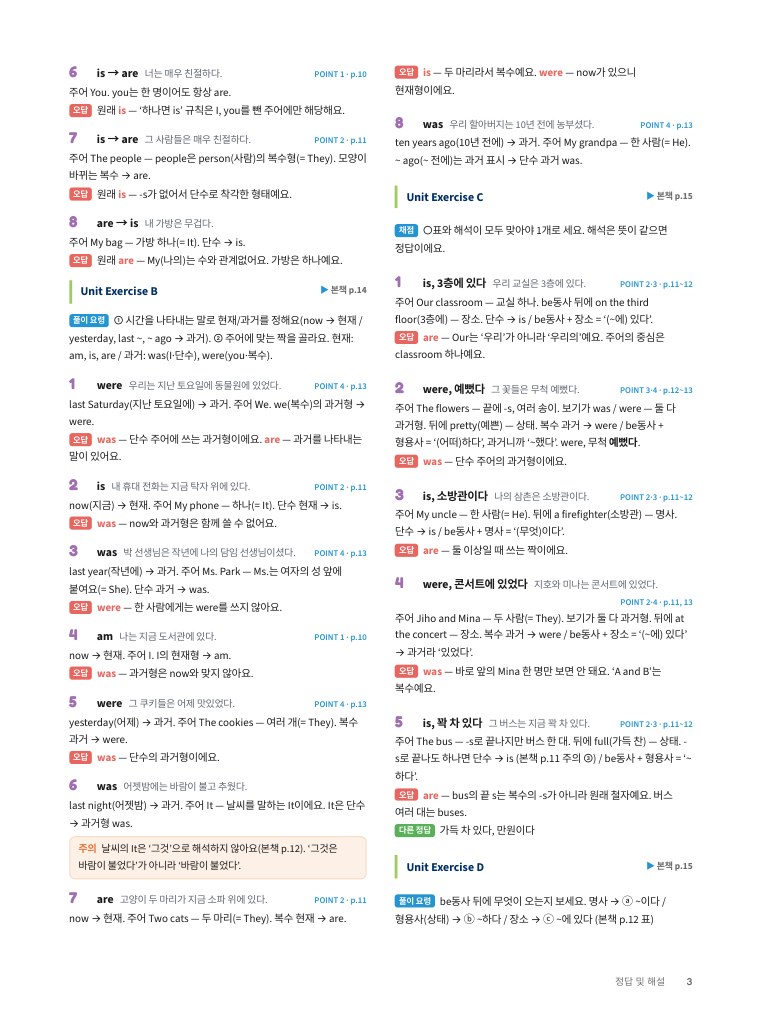 6 is → are 너는 매우 친절하다. POINT 1 · p.10
주어 You. you는 한 명이어도 항상 are.
오답 원래 is — ‘하나면 is’ 규칙은 I, you를 뺀 주어에만 해당해요.
7 is → are 그 사람들은 매우 친절하다. POINT 2 · p.11
주어 The people — people은 person(사람)의 복수형(= They). 모양이
바뀌는 복수 → are.
오답 원래 is — -s가 없어서 단수로 착각한 형태예요.
8 are → is 내 가방은 무겁다.
주어 My bag — 가방 하나(= It). 단수 → is.
오답 원래 are — My(나의)는 수와 관계없어요. 가방은 하나예요.
Unit Exercise B ▶ 본책 p.14
풀이 요령 ① 시간을 나타내는 말로 현재/과거를 정해요(now → 현재 /
yesterday, last ~, ~ ago → 과거). ② 주어에 맞는 짝을 골라요. 현재:
am, is, are / 과거: was(I·단수), were(you·복수).
1 were 우리는 지난 토요일에 동물원에 있었다. POINT 4 · p.13
last Saturday(지난 토요일에) → 과거. 주어 We. we(복수)의 과거형 →
were.
오답 was — 단수 주어에 쓰는 과거형이에요. are — 과거를 나타내는
말이 있어요.
2 is 내 휴대 전화는 지금 탁자 위에 있다. POINT 2 · p.11
now(지금) → 현재. 주어 My phone — 하나(= It). 단수 현재 → is.
오답 was — now와 과거형은 함께 쓸 수 없어요.
3 was 박 선생님은 작년에 나의 담임 선생님이셨다. POINT 4 · p.13
last year(작년에) → 과거. 주어 Ms. Park — Ms.는 여자의 성 앞에
붙여요(= She). 단수 과거 → was.
오답 were — 한 사람에게는 were를 쓰지 않아요.
4 am 나는 지금 도서관에 있다. POINT 1 · p.10
now → 현재. 주어 I. I의 현재형 → am.
오답 was — 과거형은 now와 맞지 않아요.
5 were 그 쿠키들은 어제 맛있었다. POINT 4 · p.13
yesterday(어제) → 과거. 주어 The cookies — 여러 개(= They). 복수
과거 → were.
오답 was — 단수의 과거형이에요.
6 was 어젯밤에는 바람이 불고 추웠다.
last night(어젯밤) → 과거. 주어 It — 날씨를 말하는 It이에요. It은 단수
→ 과거형 was.
주의 날씨의 It은 ‘그것’으로 해석하지 않아요(본책 p.12). ‘그것은
바람이 불었다’가 아니라 ‘바람이 불었다’.
7 are 고양이 두 마리가 지금 소파 위에 있다. POINT 2 · p.11
now → 현재. 주어 Two cats — 두 마리(= They). 복수 현재 → are.
오답 is — 두 마리라서 복수예요. were — now가 있으니
현재형이에요.
8 was 우리 할아버지는 10년 전에 농부셨다. POINT 4 · p.13
ten years ago(10년 전에) → 과거. 주어 My grandpa — 한 사람(= He).
~ ago(~ 전에)는 과거 표시 → 단수 과거 was.
Unit Exercise C ▶ 본책 p.15
채점 ○표와 해석이 모두 맞아야 1개로 세요. 해석은 뜻이 같으면
정답이에요.
1 is, 3층에 있다 우리 교실은 3층에 있다. POINT 2·3 · p.11~12
주어 Our classroom — 교실 하나. be동사 뒤에 on the third
floor(3층에) — 장소. 단수 → is / be동사 + 장소 = ‘(~에) 있다’.
오답 are — Our는 ‘우리’가 아니라 ‘우리의’예요. 주어의 중심은
classroom 하나예요.
2 were, 예뻤다 그 꽃들은 무척 예뻤다. POINT 3·4 · p.12~13
주어 The flowers — 끝에 -s, 여러 송이. 보기가 was / were — 둘 다
과거형. 뒤에 pretty(예쁜) — 상태. 복수 과거 → were / be동사 +
형용사 = ‘(어떠)하다’, 과거니까 ‘~했다’. were, 무척 예뻤다.
오답 was — 단수 주어의 과거형이에요.
3 is, 소방관이다 나의 삼촌은 소방관이다. POINT 2·3 · p.11~12
주어 My uncle — 한 사람(= He). 뒤에 a firefighter(소방관) — 명사.
단수 → is / be동사 + 명사 = ‘(무엇)이다’.
오답 are — 둘 이상일 때 쓰는 짝이에요.
4 were, 콘서트에 있었다 지호와 미나는 콘서트에 있었다.
POINT 2·4 · p.11, 13
주어 Jiho and Mina — 두 사람(= They). 보기가 둘 다 과거형. 뒤에 at
the concert — 장소. 복수 과거 → were / be동사 + 장소 = ‘(~에) 있다’
→ 과거라 ‘있었다’.
오답 was — 바로 앞의 Mina 한 명만 보면 안 돼요. ‘A and B’는
복수예요.
5 is, 꽉 차 있다 그 버스는 지금 꽉 차 있다. POINT 2·3 · p.11~12
주어 The bus — -s로 끝나지만 버스 한 대. 뒤에 full(가득 찬) — 상태. -
s로 끝나도 하나면 단수 → is (본책 p.11 주의 ③) / be동사 + 형용사 = ‘~
하다’.
오답 are — bus의 끝 s는 복수의 -s가 아니라 원래 철자예요. 버스
여러 대는 buses.
다른 정답 가득 차 있다, 만원이다
Unit Exercise D ▶ 본책 p.15
풀이 요령 be동사 뒤에 무엇이 오는지 보세요. 명사 → ⓐ ~이다 /
형용사(상태) → ⓑ ~하다 / 장소 → ⓒ ~에 있다 (본책 p.12 표)
정답 및 해설 3